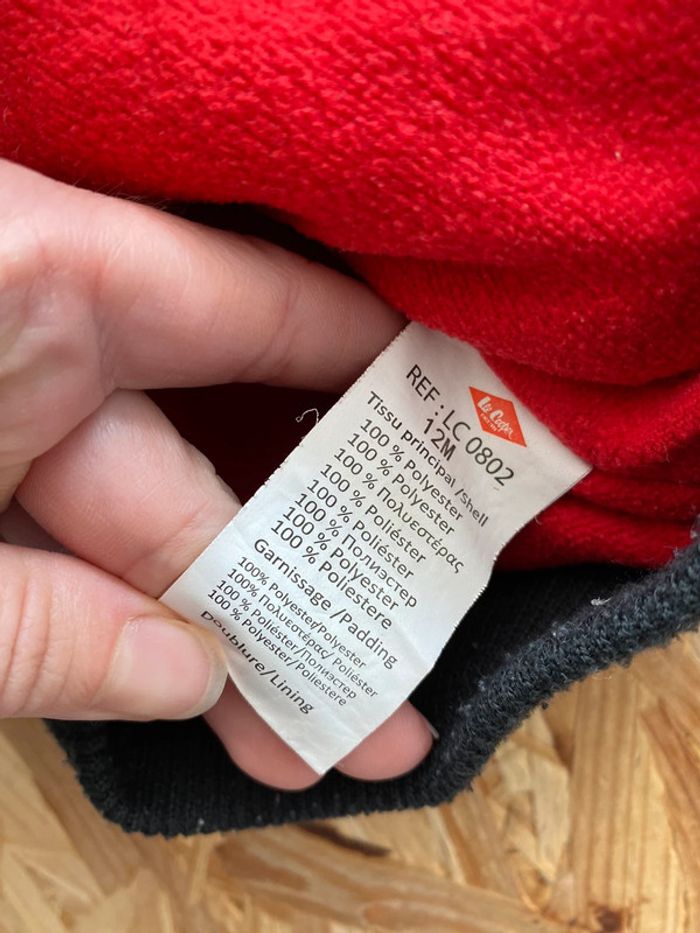 Lee Cooper
REF : LC 0802
12M
Tissu principal /shell
100 % Polyester
100 % Polyester
100 % Πολυεστέρας
100 % Poliéster
100 % Poliéster
100 % Полиэстер
100 % Polyester
100 % Poliestere
Garnissage /Padding
100% Polyester/Polyester
100% Πολυεστέρας/ Poliéster
100 % Poliéster/Полиэстер
100 % Polyester/Poliestere
Doublure/Lining